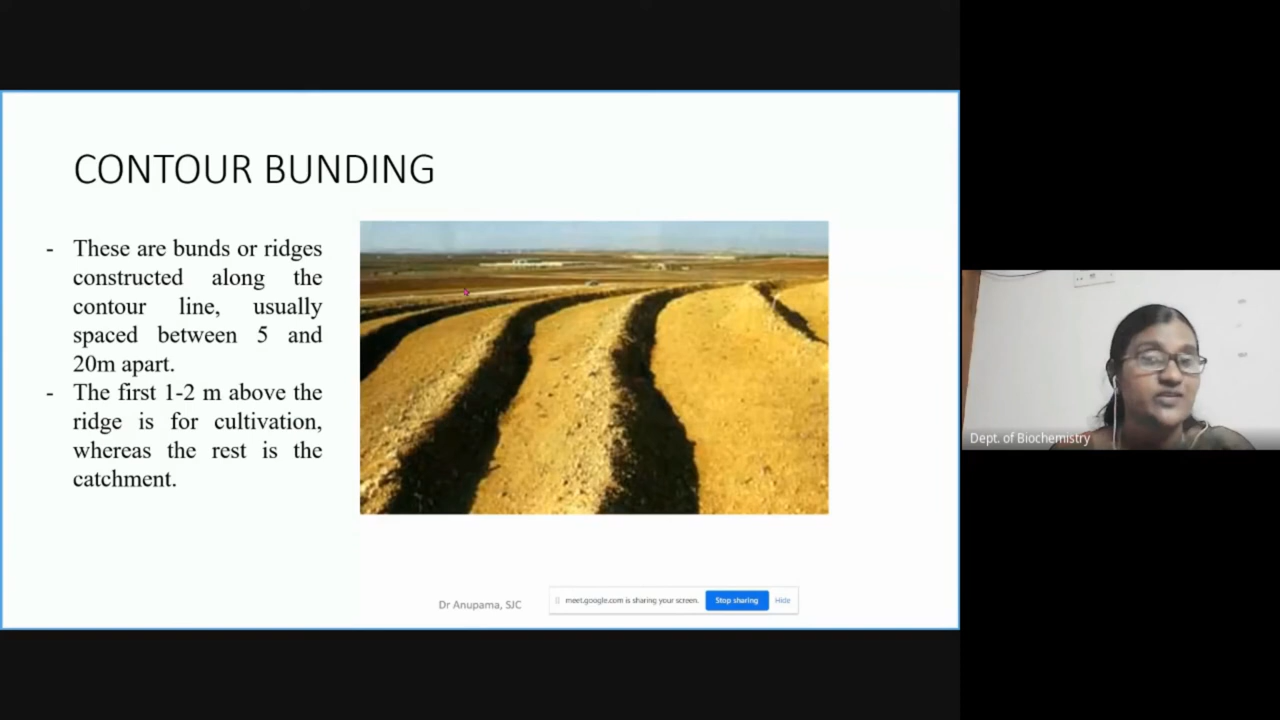 CONTOUR BUNDING
- These are bunds or ridges
constructed along the
contour line, usually
spaced between 5 and
20m apart.
- The first 1-2 m above the
ridge is for cultivation,
whereas the rest is the
catchment.
Dr Anupama, SJC
meet.google.com is sharing your screen.
Stop sharing
Hide
Dept. of Biochemistry